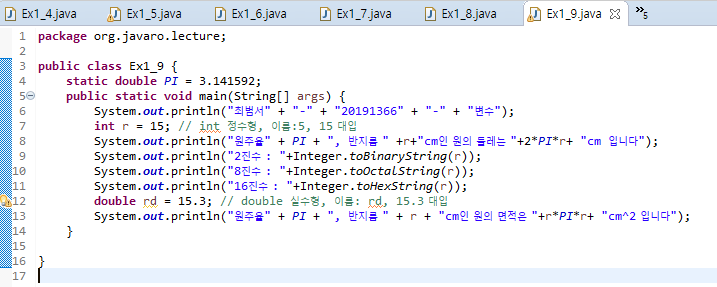 Ex1_4.java Ex1_5.java Ex1_6.java Ex1_7.java Ex1_8.java Ex1_9.java »5
1 package org.javaro.lecture;
2
3 public class Ex1_9 {
4 static double PI = 3.141592;
5 public static void main(String[] args) {
6 System.out.println("최범서" + "-" + "20191366" + "-" + "변수");
7 int r = 15; // int 정수형, 이름:5, 15 대입
8 System.out.println("원주율" + PI + ", 반지름 " +r+"cm인 원의 둘레는 "+2*PI*r+ "cm 입니다");
9 System.out.println("2진수 : "+Integer.toBinaryString(r));
10 System.out.println("8진수 : "+Integer.toOctalString(r));
11 System.out.println("16진수 : "+Integer.toHexString(r));
12 double rd = 15.3; // double 실수형, 이름: rd, 15.3 대입
13 System.out.println("원주율" + PI + ", 반지름 " + r + "cm인 원의 면적은 "+r*PI*r+ "cm^2 입니다");
14 }
15
16 }
17